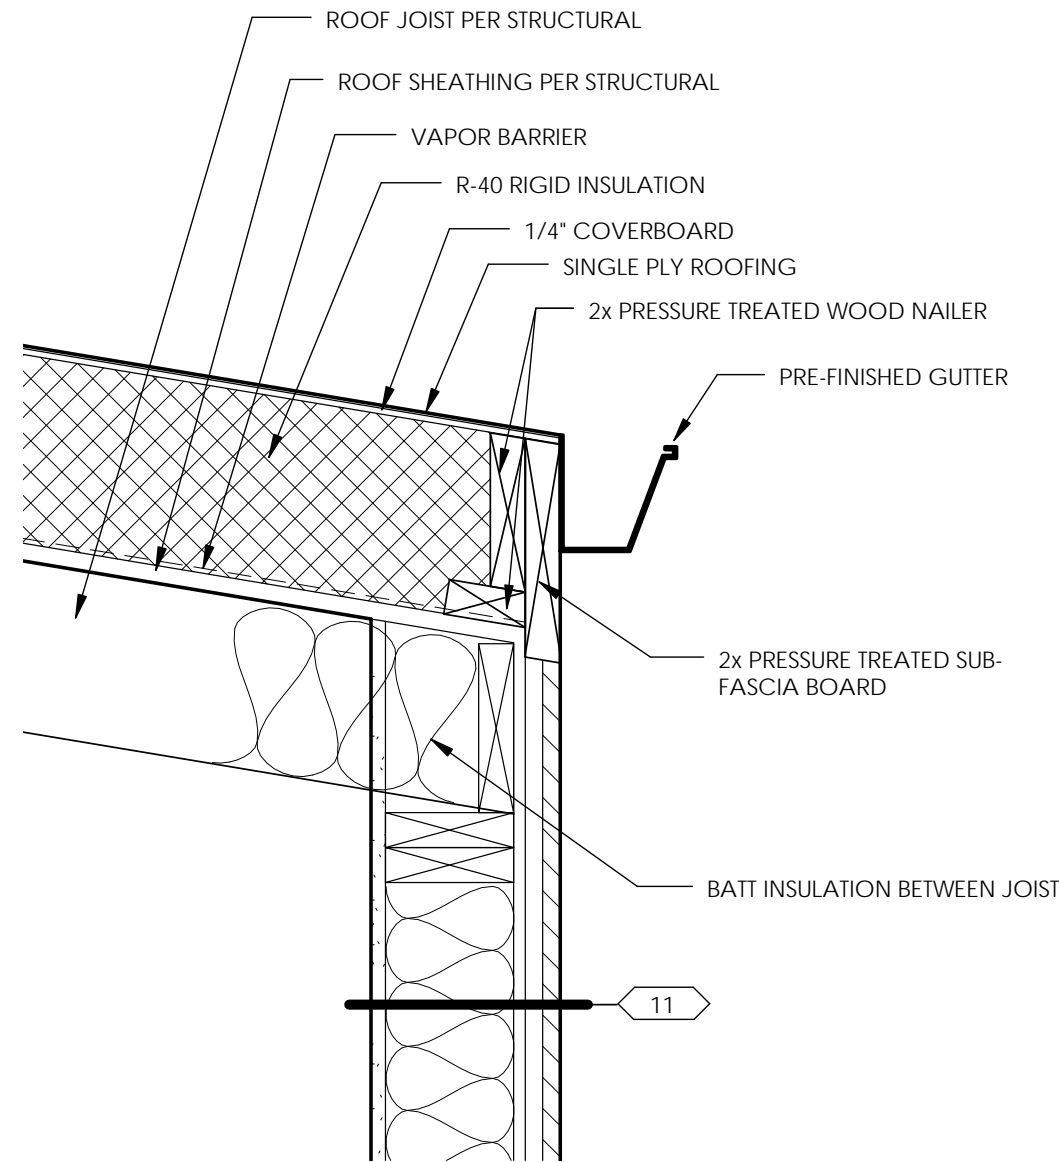 ROOF JOIST PER STRUCTURAL
ROOF SHEATHING PER STRUCTURAL
VAPOR BARRIER
R-40 RIGID INSULATION
1/4" COVERBOARD
SINGLE PLY ROOFING
2x PRESSURE TREATED WOOD NAILER
PRE-FINISHED GUTTER
2x PRESSURE TREATED SUB-
FASCIA BOARD
BATT INSULATION BETWEEN JOIST
11